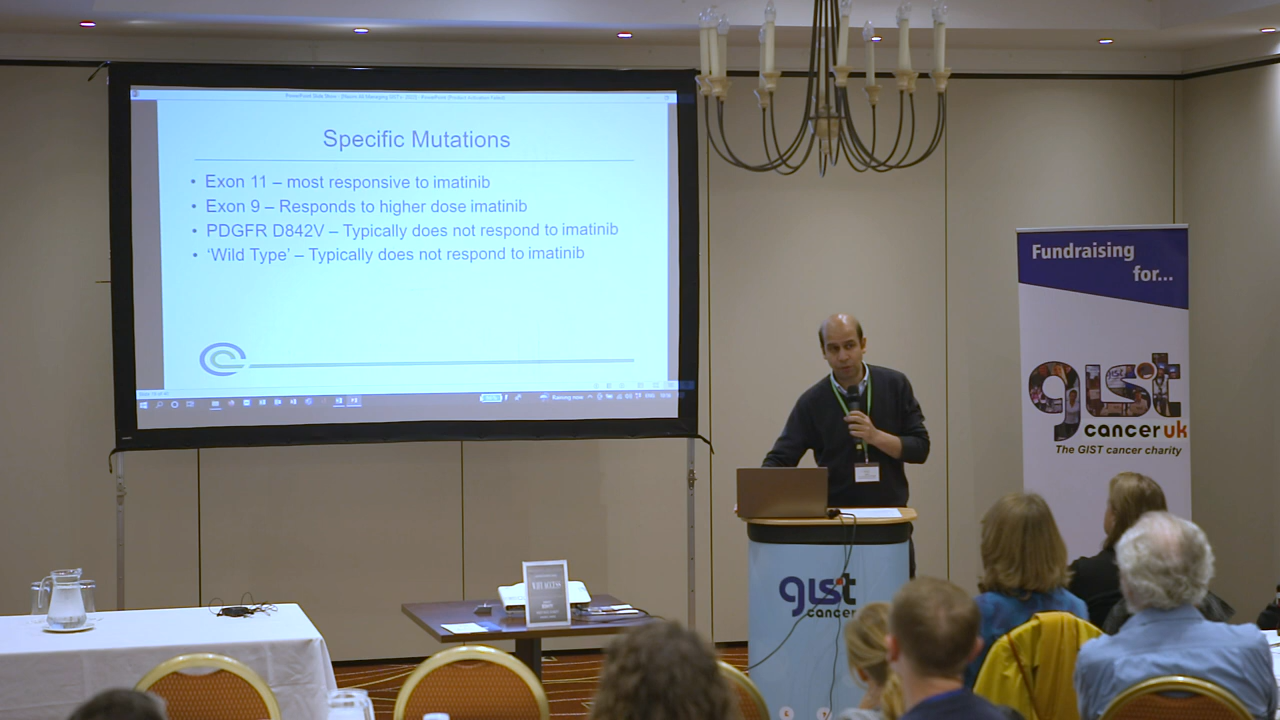 Specific Mutations
• Exon 11 – most responsive to imatinib
• Exon 9 – Responds to higher dose imatinib
• PDGFR D842V – Typically does not respond to imatinib
• ‘Wild Type’ – Typically does not respond to imatinib
Raining now
Fundraising
for...
gist
cancer uk
The GIST cancer charity
gist
cancer